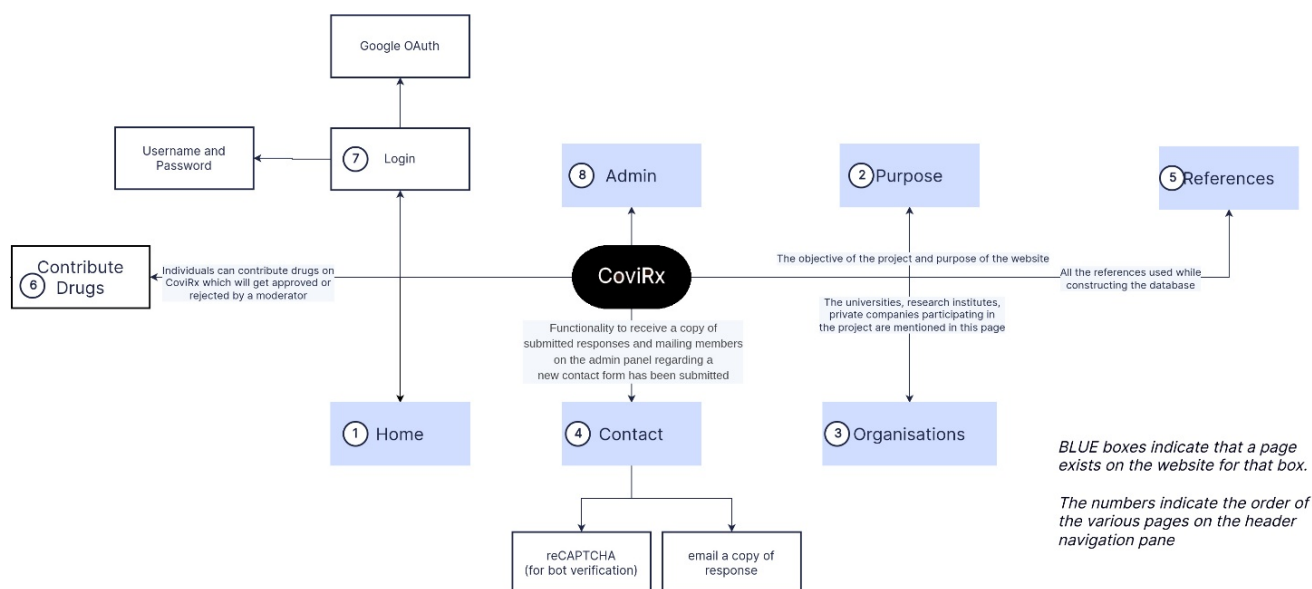 Google OAuth
Username and
Password
7 Login
8 Admin
2 Purpose
5 References
Contribute
6 Drugs
Individuals can contribute drugs on
CoviRx which will get approved or
rejected by a moderator
CoviRx
The objective of the project and purpose of the website
All the references used while
constructing the database
The universities, research institutes,
private companies participating in
the project are mentioned in this page
Functionality to receive a copy of
submitted responses and mailing members
on the admin panel regarding a
new contact form has been submitted
1 Home
4 Contact
3 Organisations
BLUE boxes indicate that a page
exists on the website for that box.
The numbers indicate the order of
the various pages on the header
navigation pane
reCAPTCHA
(for bot verification)
email a copy of
response